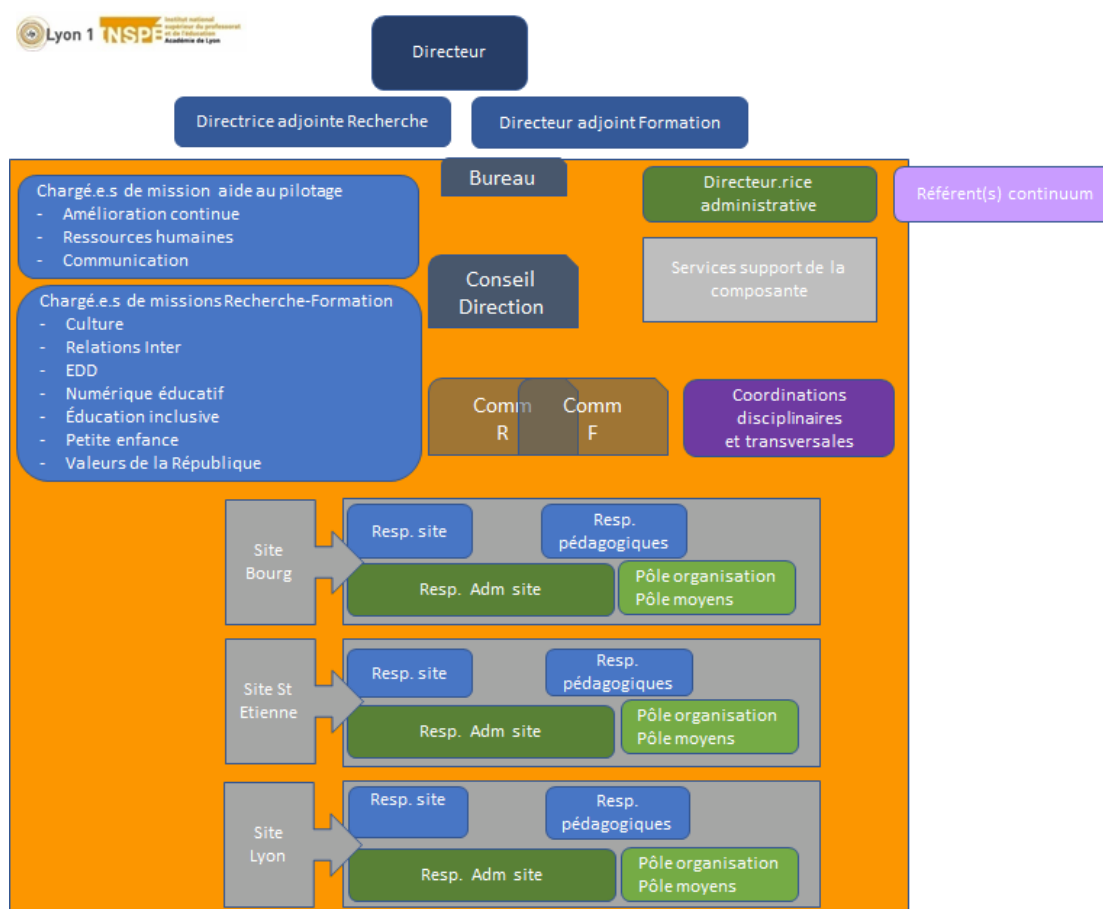 Lyon 1 INSPÉ
Institut national
supérieur du professorat
et de l'éducation
Académie de Lyon
Directeur
Directrice adjointe Recherche
Directeur adjoint Formation
Bureau
Chargé.e.s de mission aide au pilotage
- Amélioration continue
- Ressources humaines
- Communication
Directeur.rice
administrative
Référent(s) continuum
Conseil
Direction
Services support de la
composante
Chargé.e.s de missions Recherche-Formation
- Culture
- Relations Inter
- EDD
- Numérique éducatif
- Éducation inclusive
- Petite enfance
- Valeurs de la République
Comm
R
Comm
F
Coordinations
disciplinaires
et transversales
Site
Bourg
Resp. site
Resp.
pédagogiques
Resp. Adm site
Pôle organisation
Pôle moyens
Site St
Etienne
Resp. site
Resp.
pédagogiques
Resp. Adm site
Pôle organisation
Pôle moyens
Site
Lyon
Resp. site
Resp.
pédagogiques
Resp. Adm site
Pôle organisation
Pôle moyens